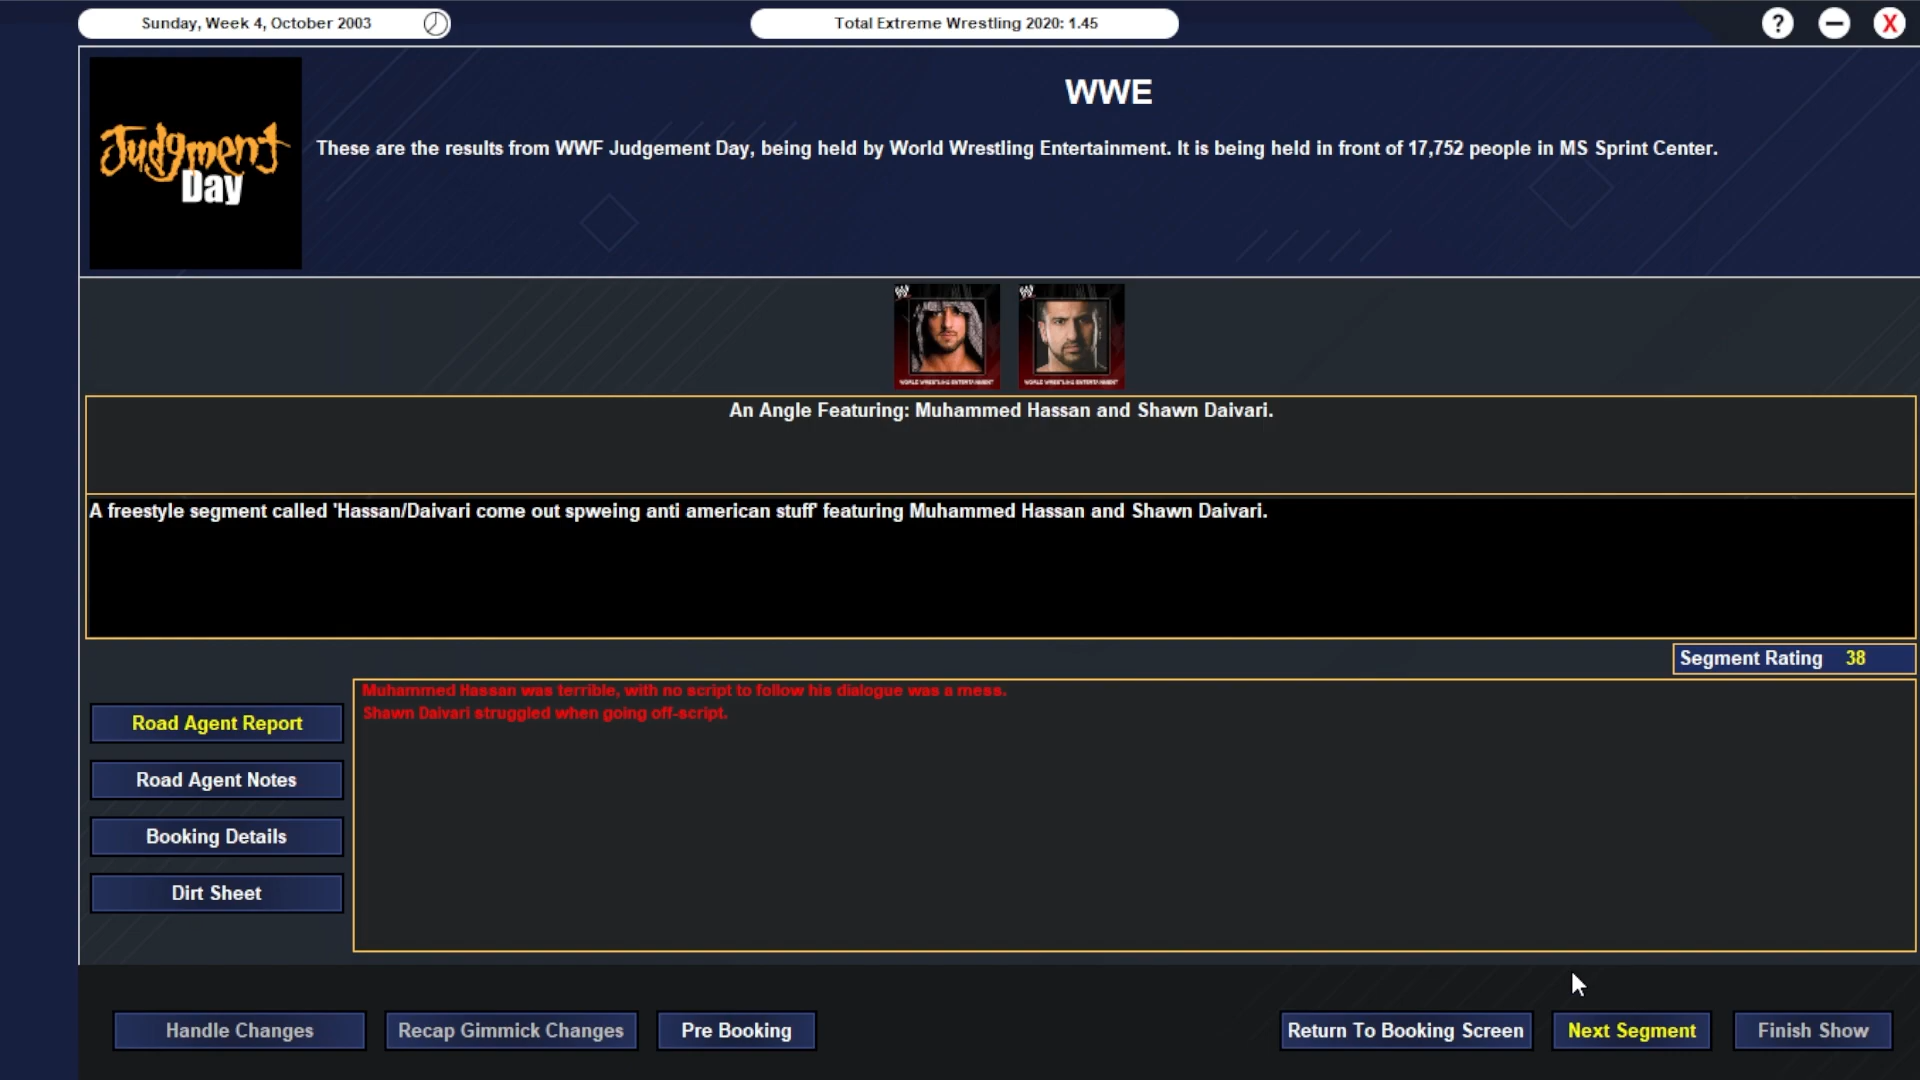 Sunday, Week 4, October 2003
Total Extreme Wrestling 2020: 1.45
?
X
Judgment
Day
WWE
These are the results from WWF Judgement Day, being held by World Wrestling Entertainment. It is being held in front of 17,752 people in MS Sprint Center.
WORLD WRESTLING ENTERTAINMENT
WORLD WRESTLING ENTERTAINMENT
An Angle Featuring: Muhammed Hassan and Shawn Daivari.
A freestyle segment called 'Hassan/Daivari come out spweing anti american stuff' featuring Muhammed Hassan and Shawn Daivari.
Segment Rating 38
Muhammed Hassan was terrible, with no script to follow his dialogue was a mess.
Shawn Daivari struggled when going off-script.
Road Agent Report
Road Agent Notes
Booking Details
Dirt Sheet
Handle Changes
Recap Gimmick Changes
Pre Booking
Return To Booking Screen
Next Segment
Finish Show